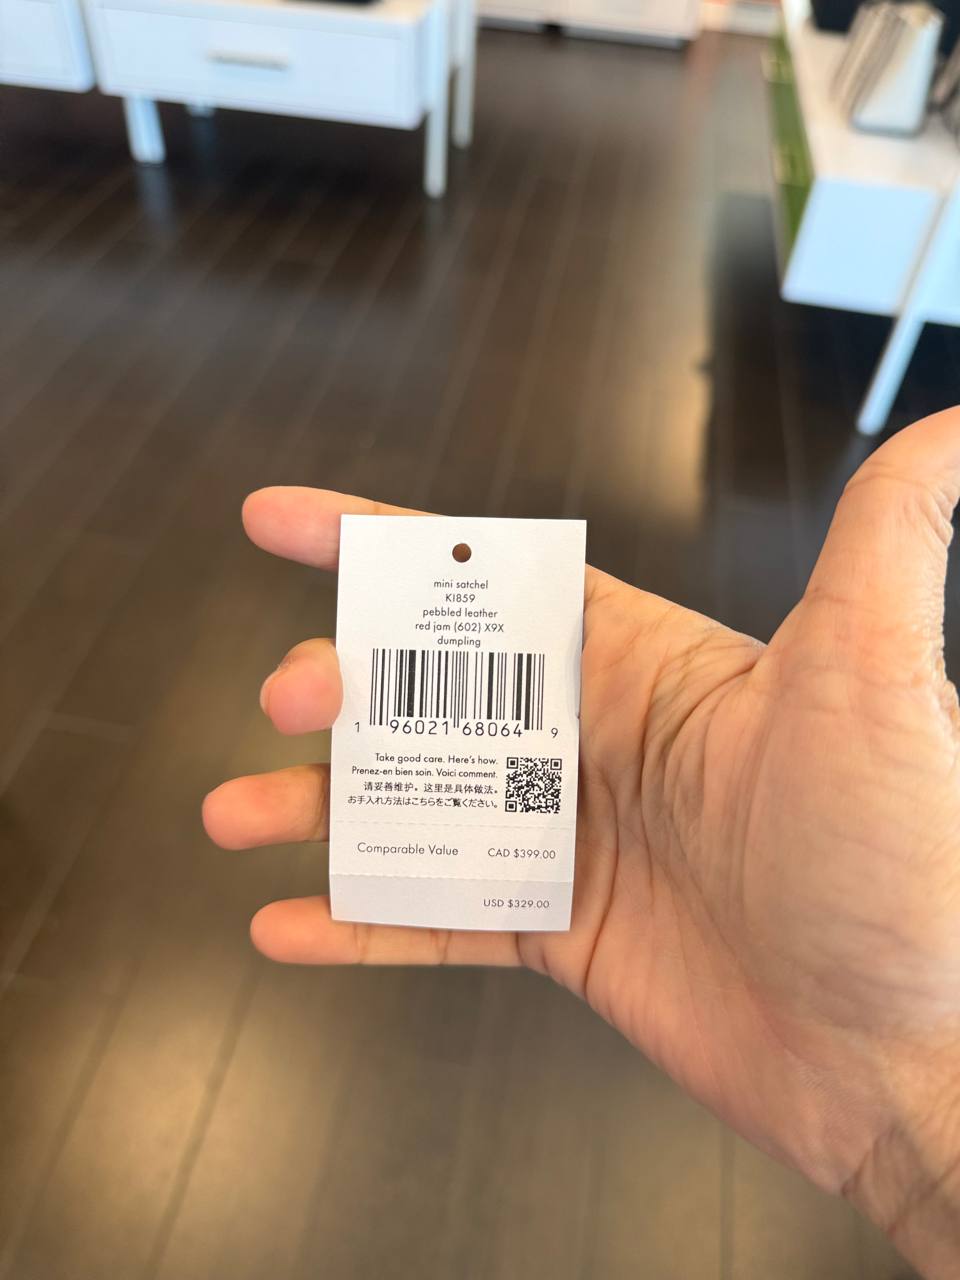 mini satchel
KI859
pebbled leather
red jam (602) X9X
dumpling
1 96021 68064 9
Take good care. Here's how.
Prenez-en bien soin. Voici comment.
请妥善维护。这里是具体做法。
お手入れ方法はこちらをご覧ください。
Comparable Value CAD $399.00
USD $329.00